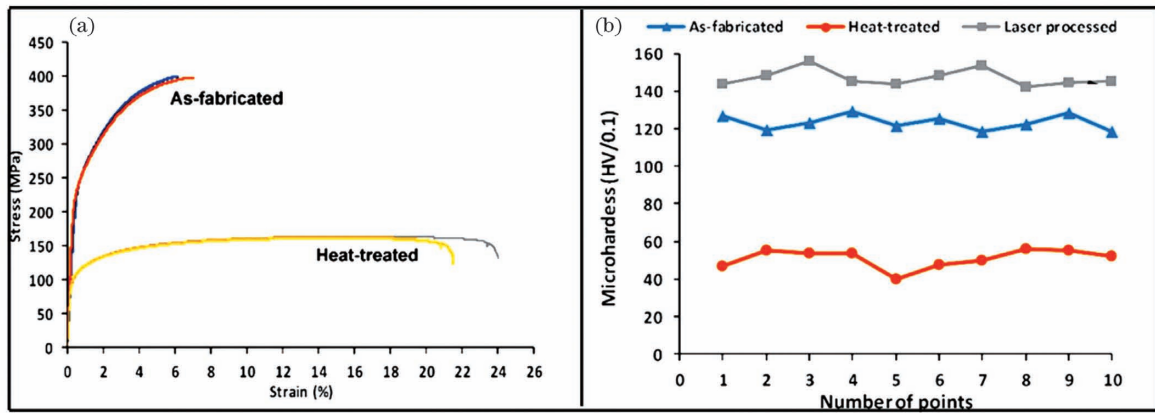 (a)
450
400
350
300
250
200
150
100
50
0
Stress (MPa)
As-fabricated
Heat-treated
0 2 4 6 8 10 12 14 16 18 20 22 24 26
Strain (%)
(b)
As-fabricated Heat-treated Laser processed
160
140
120
100
80
60
40
20
0
Microhardess (HV/0.1)
0 1 2 3 4 5 6 7 8 9 10
Number of points